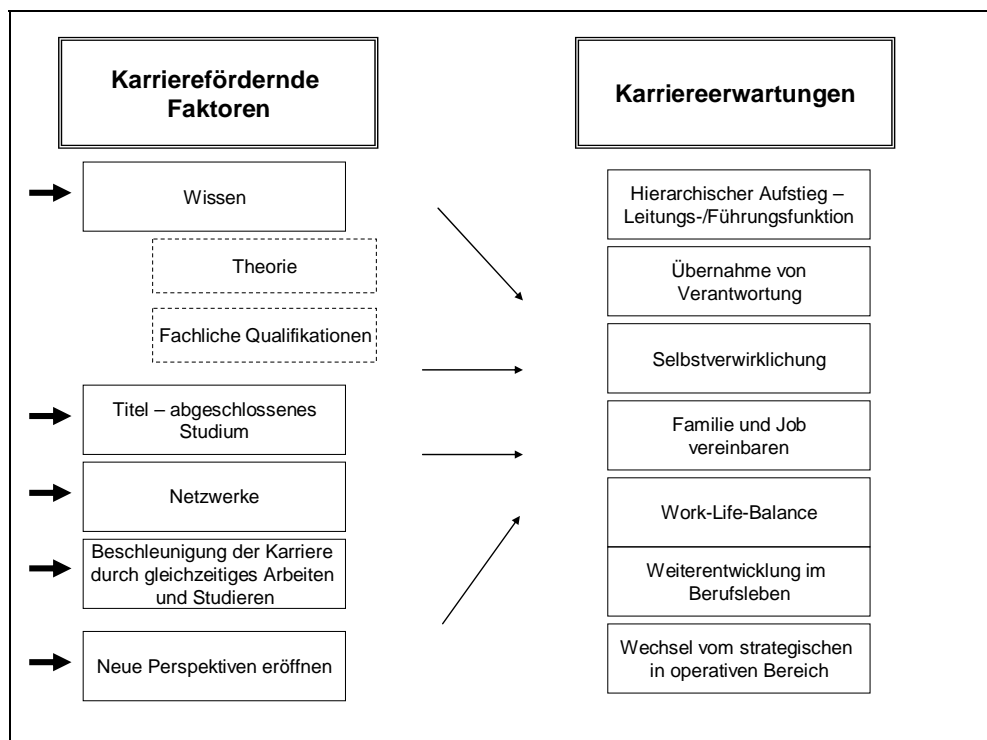 Karrierefördernde
Faktoren
Wissen
Theorie
Fachliche Qualifikationen
Titel – abgeschlossenes
Studium
Netzwerke
Beschleunigung der Karriere
durch gleichzeitiges Arbeiten
und Studieren
Neue Perspektiven eröffnen
Karriereerwartungen
Hierarchischer Aufstieg –
Leitungs-/Führungsfunktion
Übernahme von
Verantwortung
Selbstverwirklichung
Familie und Job
vereinbaren
Work-Life-Balance
Weiterentwicklung im
Berufsleben
Wechsel vom strategischen
in operativen Bereich